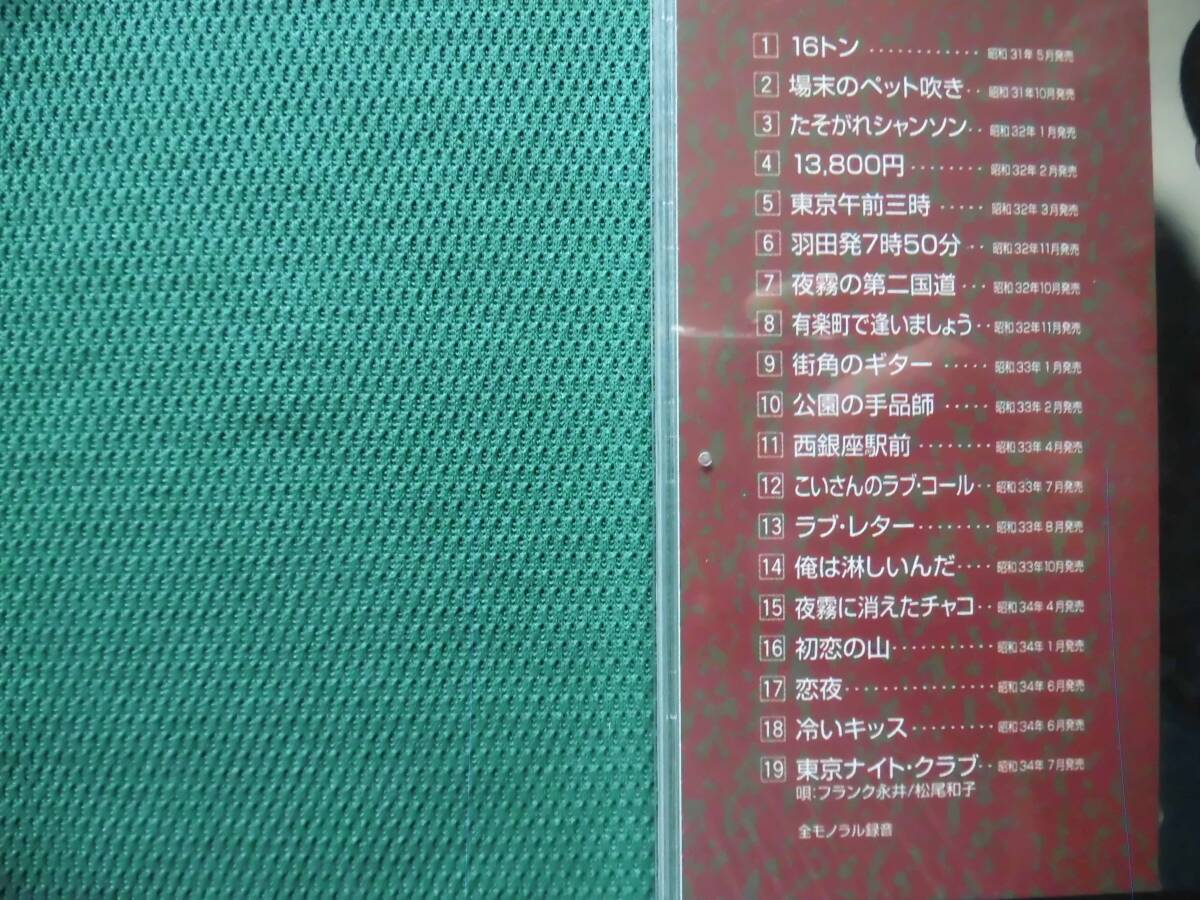 1 16トン ············ 昭和31年5月発売
2 場末のペット吹き·· 昭和31年10月発売
3 たそがれシャンソン·· 昭和32年1月発売
4 13,800円········ 昭和32年2月発売
5 東京午前三時 ····· 昭和32年3月発売
6 羽田発7時50分 ·· 昭和32年11月発売
7 夜霧の第二国道 ··· 昭和32年10月発売
8 有楽町で逢いましょう·· 昭和32年11月発売
9 街角のギター ····· 昭和33年1月発売
10 公園の手品師 ····· 昭和33年2月発売
11 西銀座駅前 ········ 昭和33年4月発売
12 こいさんのラブ・コール·· 昭和33年7月発売
13 ラブ・レター········ 昭和33年8月発売
14 俺は淋しいんだ···· 昭和33年10月発売
15 夜霧に消えたチャコ·· 昭和34年4月発売
16 初恋の山··········· 昭和34年1月発売
17 恋夜················ 昭和34年6月発売
18 冷いキッス········· 昭和34年6月発売
19 東京ナイト・クラブ·· 昭和34年7月発売
唄:フランク永井/松尾和子
全モノラル録音